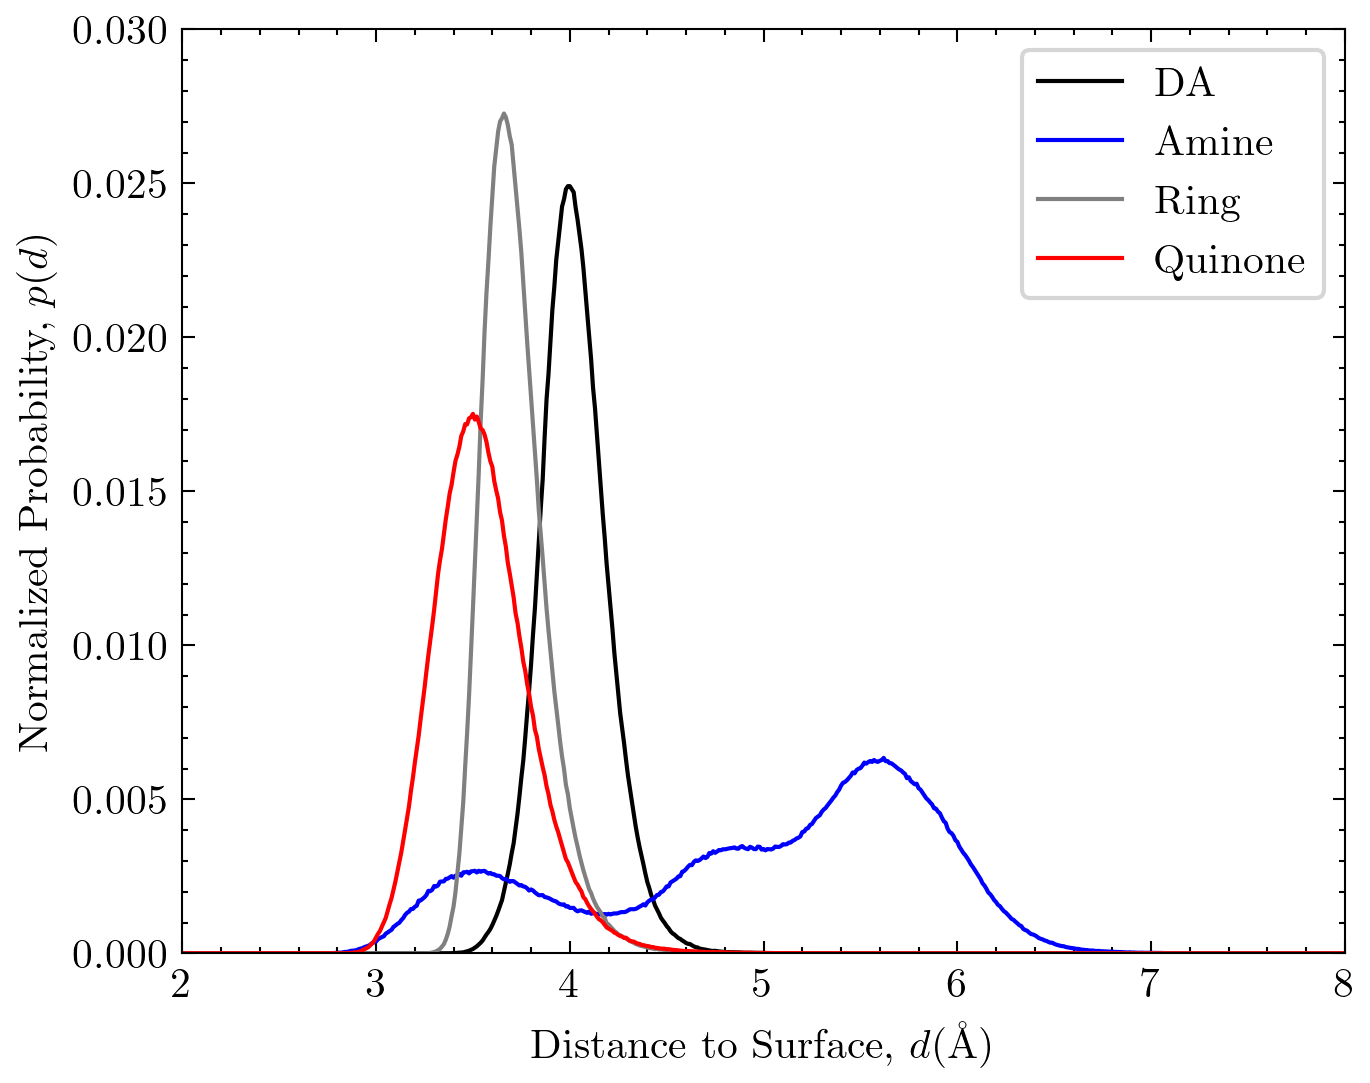 0.030
0.025
0.020
0.015
0.010
0.005
0.000
Normalized Probability, p(d)
DA
Amine
Ring
Quinone
2 3 4 5 6 7 8
Distance to Surface, d(Å)